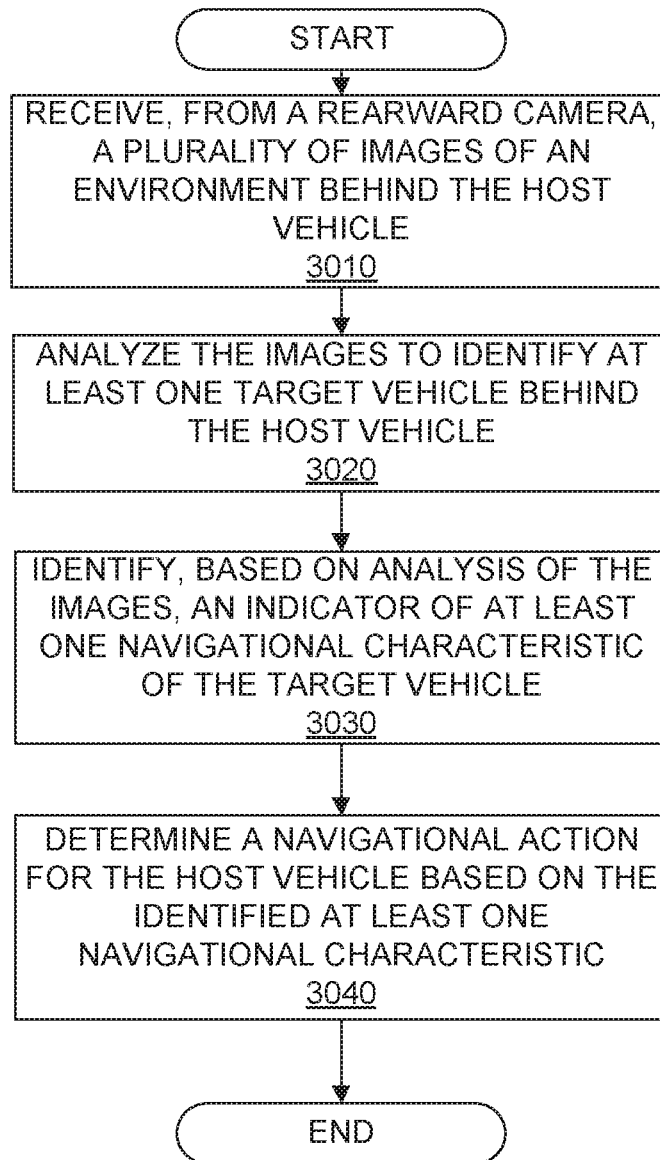 START
RECEIVE, FROM A REARWARD CAMERA,
A PLURALITY OF IMAGES OF AN
ENVIRONMENT BEHIND THE HOST
VEHICLE
3010
ANALYZE THE IMAGES TO IDENTIFY AT
LEAST ONE TARGET VEHICLE BEHIND
THE HOST VEHICLE
3020
IDENTIFY, BASED ON ANALYSIS OF THE
IMAGES, AN INDICATOR OF AT LEAST
ONE NAVIGATIONAL CHARACTERISTIC
OF THE TARGET VEHICLE
3030
DETERMINE A NAVIGATIONAL ACTION
FOR THE HOST VEHICLE BASED ON THE
IDENTIFIED AT LEAST ONE
NAVIGATIONAL CHARACTERISTIC
3040
END